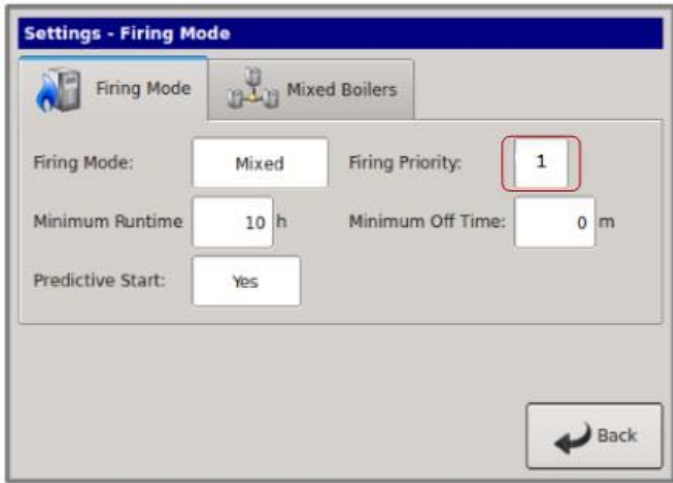 Settings - Firing Mode
Firing Mode Mixed Boilers
Firing Mode: Mixed Firing Priority: 1
Minimum Runtime 10 h Minimum Off Time: 0 m
Predictive Start: Yes
Back